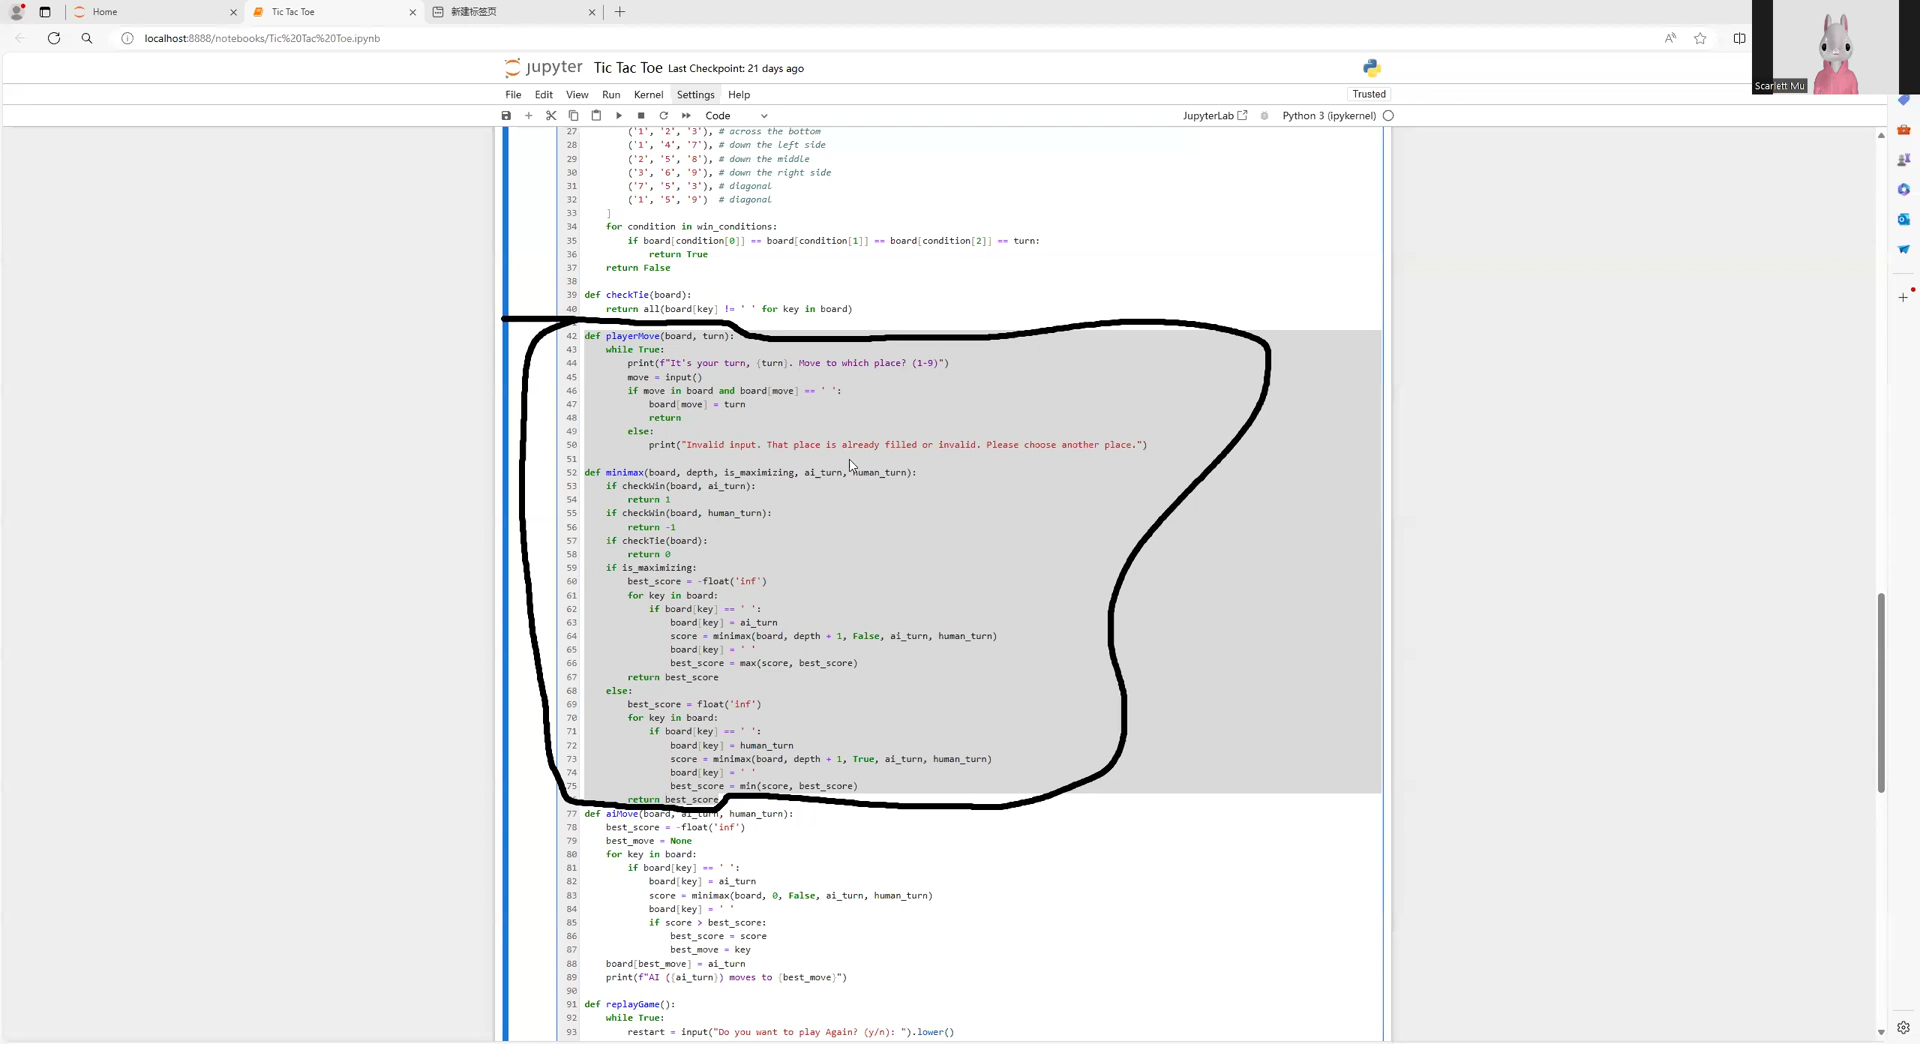 Home
Tic Tac Toe
新建标签页
localhost:8888/notebooks/Tic%20Tac%20Toe.ipynb
Scarlett Mu
jupyter Tic Tac Toe Last Checkpoint: 21 days ago
File Edit View Run Kernel Settings Help
Trusted
Code
JupyterLab
Python 3 (ipykernel)
27 ('1', '2', '3'), # across the bottom
28 ('1', '4', '7'), # down the left side
29 ('2', '5', '8'), # down the middle
30 ('3', '6', '9'), # down the right side
31 ('7', '5', '3'), # diagonal
32 ('1', '5', '9') # diagonal
33 ]
34 for condition in win_conditions:
35 if board[condition[0]] == board[condition[1]] == board[condition[2]] == turn:
36 return True
37 return False
38
39 def checkTie(board):
40 return all(board[key] != ' ' for key in board)
42 def playerMove(board, turn):
43 while True:
44 print(f"It's your turn, {turn}. Move to which place? (1-9)")
45 move = input()
46 if move in board and board[move] == ' ':
47 board[move] = turn
48 return
49 else:
50 print("Invalid input. That place is already filled or invalid. Please choose another place.")
51
52 def minimax(board, depth, is_maximizing, ai_turn, human_turn):
53 if checkWin(board, ai_turn):
54 return 1
55 if checkWin(board, human_turn):
56 return -1
57 if checkTie(board):
58 return 0
59 if is_maximizing:
60 best_score = -float('inf')
61 for key in board:
62 if board[key] == ' ':
63 board[key] = ai_turn
64 score = minimax(board, depth + 1, False, ai_turn, human_turn)
65 board[key] = ' '
66 best_score = max(score, best_score)
67 return best_score
68 else:
69 best_score = float('inf')
70 for key in board:
71 if board[key] == ' ':
72 board[key] = human_turn
73 score = minimax(board, depth + 1, True, ai_turn, human_turn)
74 board[key] = ' '
75 best_score = min(score, best_score)
return best_score
77 def aiMove(board, ai_turn, human_turn):
78 best_score = -float('inf')
79 best_move = None
80 for key in board:
81 if board[key] == ' ':
82 board[key] = ai_turn
83 score = minimax(board, 0, False, ai_turn, human_turn)
84 board[key] = ' '
85 if score > best_score:
86 best_score = score
87 best_move = key
88 board[best_move] = ai_turn
89 print(f"AI ({ai_turn}) moves to {best_move}")
90
91 def replayGame():
92 while True:
93 restart = input("Do you want to play Again? (y/n): ").lower()